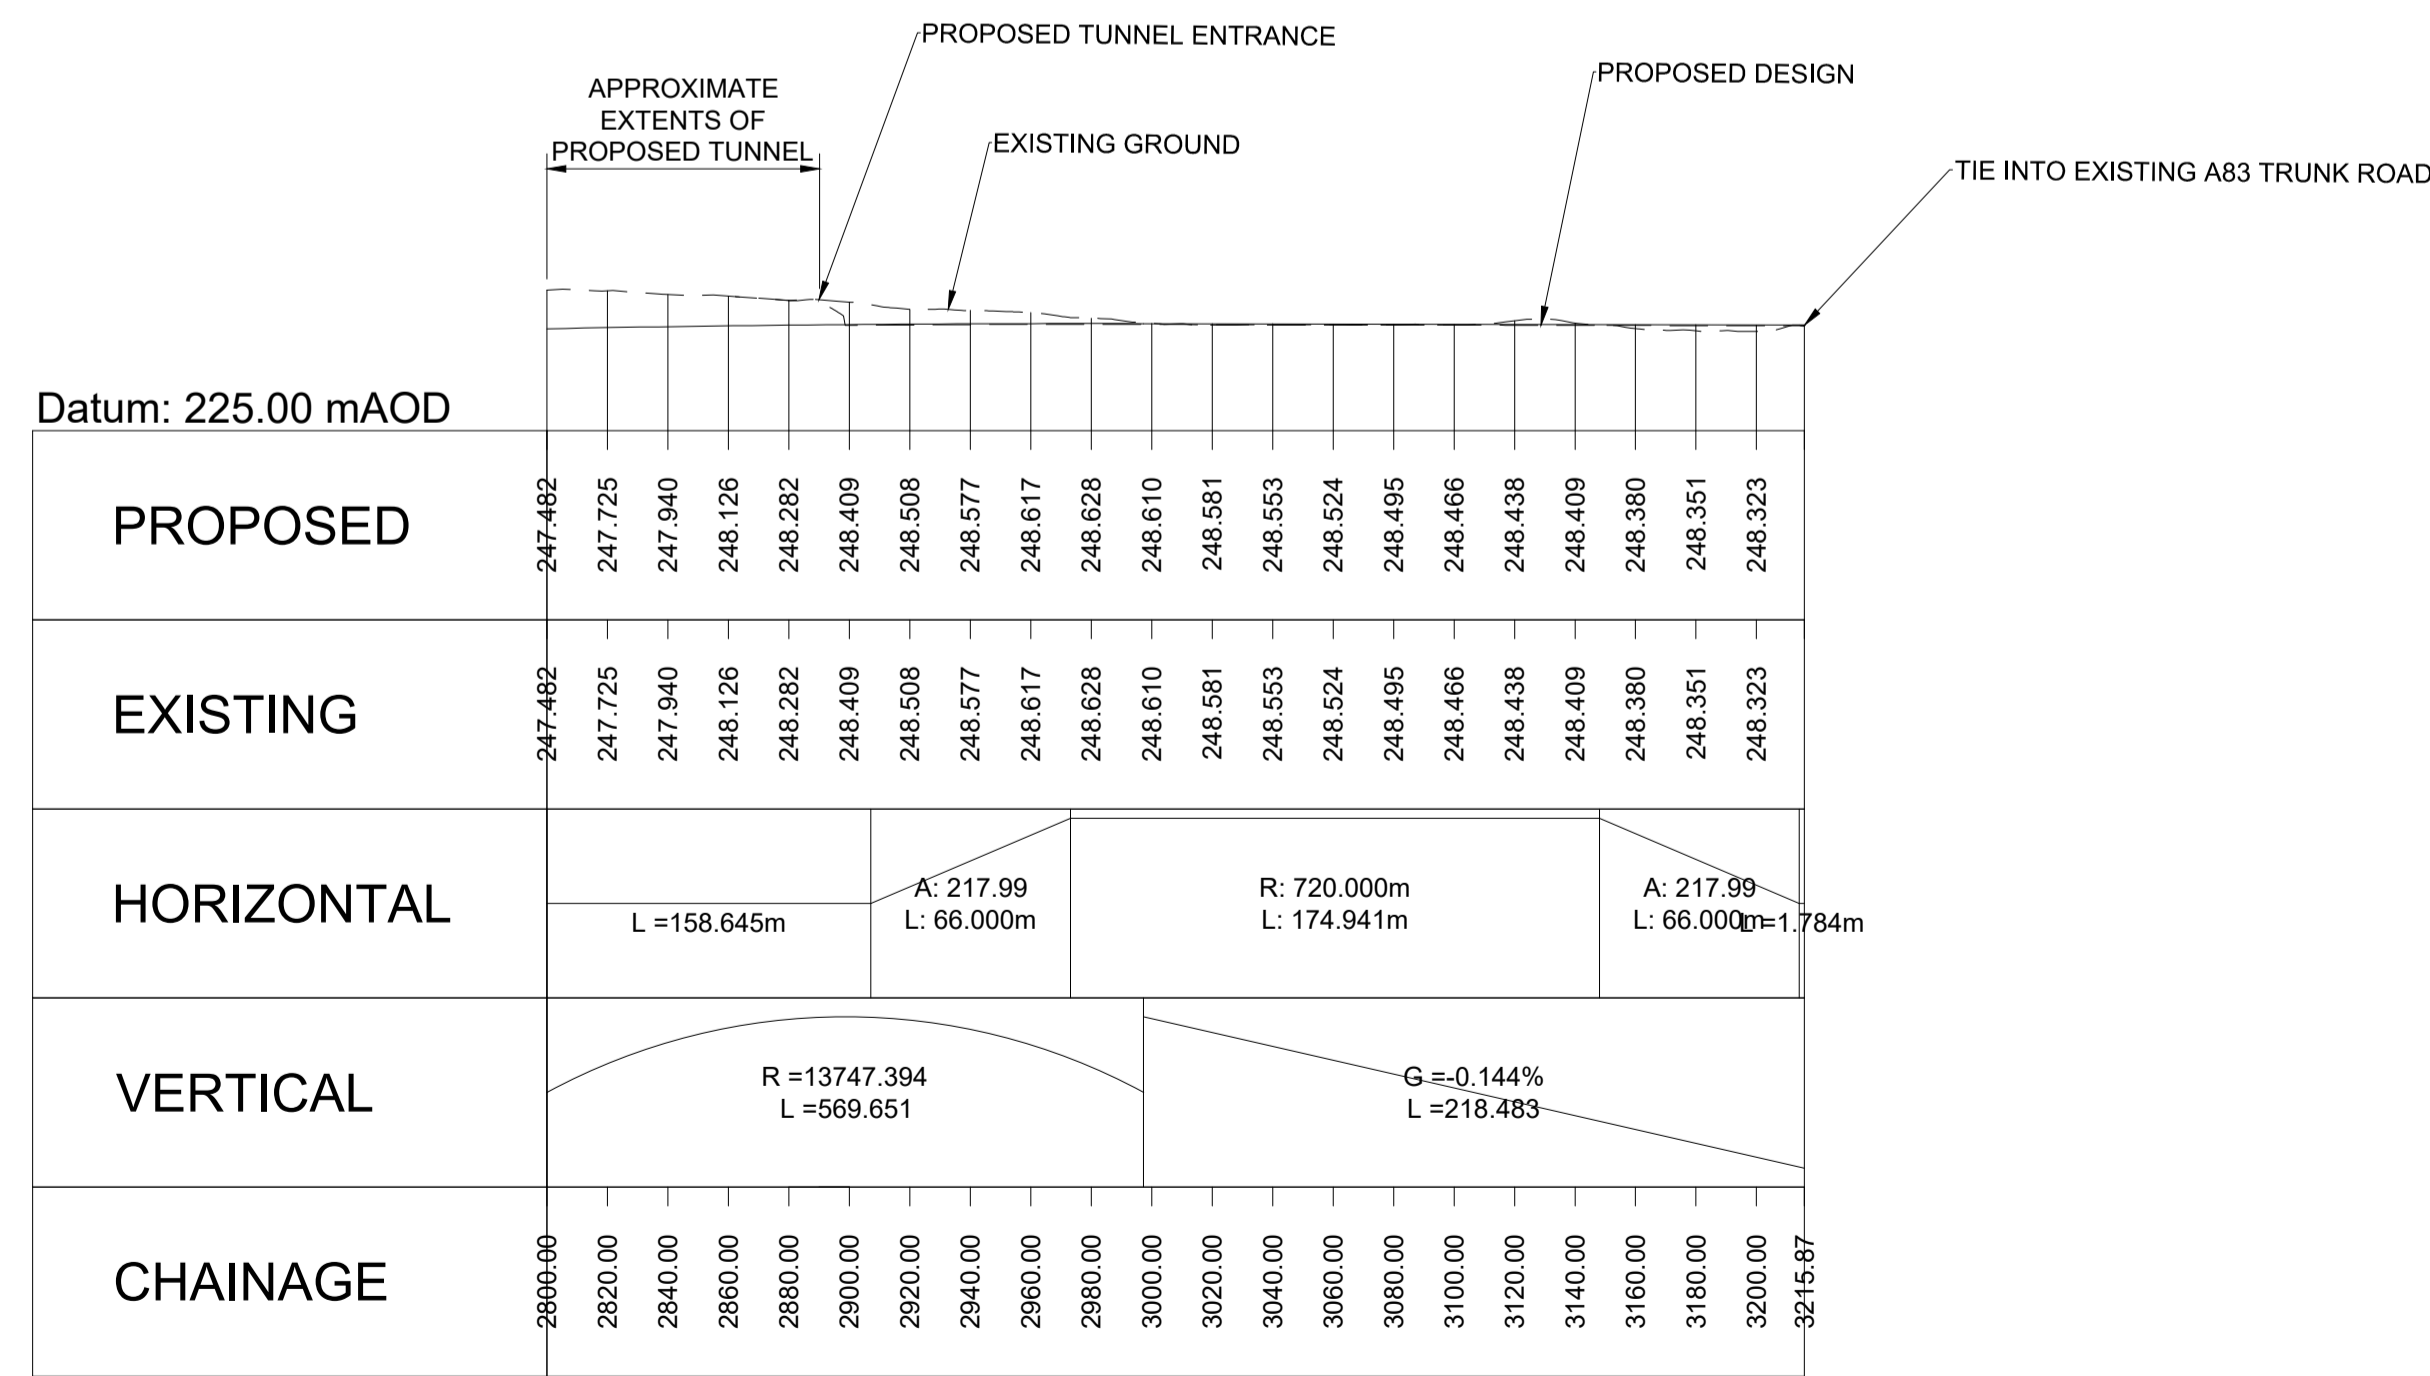 PROPOSED TUNNEL ENTRANCE
PROPOSED DESIGN
APPROXIMATE
EXTENTS OF
PROPOSED TUNNEL
EXISTING GROUND
TIE INTO EXISTING A83 TRUNK ROAD
Datum: 225.00 mAOD
PROPOSED
247.482 247.725 247.940 248.126 248.282 248.409 248.508 248.577 248.617 248.628 248.610 248.581 248.553 248.524 248.495 248.466 248.438 248.409 248.380 248.351 248.323
EXISTING
247.482 247.725 247.940 248.126 248.282 248.409 248.508 248.577 248.617 248.628 248.610 248.581 248.553 248.524 248.495 248.466 248.438 248.409 248.380 248.351 248.323
HORIZONTAL
L =158.645m
A: 217.99
L: 66.000m
R: 720.000m
L: 174.941m
A: 217.99
L: 66.000m
L =1.784m
VERTICAL
R =13747.394
L =569.651
G =-0.144%
L =218.483
CHAINAGE
2800.00 2820.00 2840.00 2860.00 2880.00 2900.00 2920.00 2940.00 2960.00 2980.00 3000.00 3020.00 3040.00 3060.00 3080.00 3100.00 3120.00 3140.00 3160.00 3180.00 3200.00 3215.87